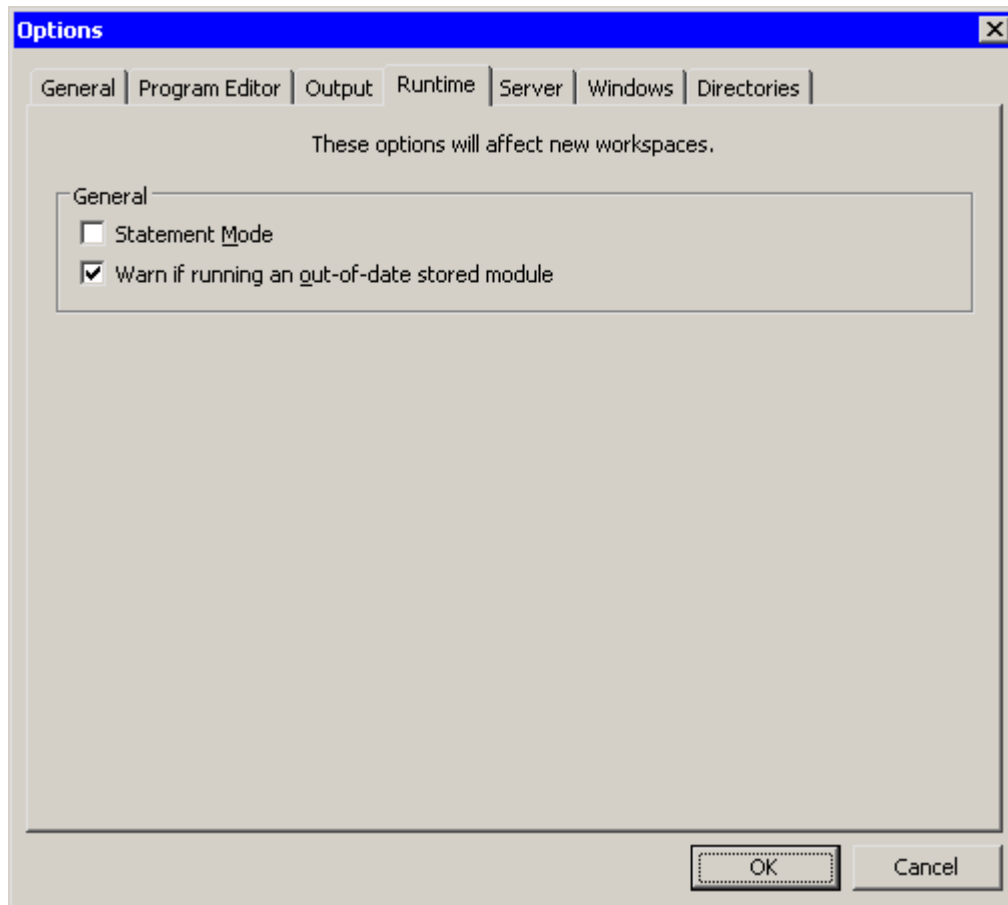 Options
General Program Editor Output Runtime Server Windows Directories
These options will affect new workspaces.
General
Statement Mode
Warn if running an out-of-date stored module
OK Cancel